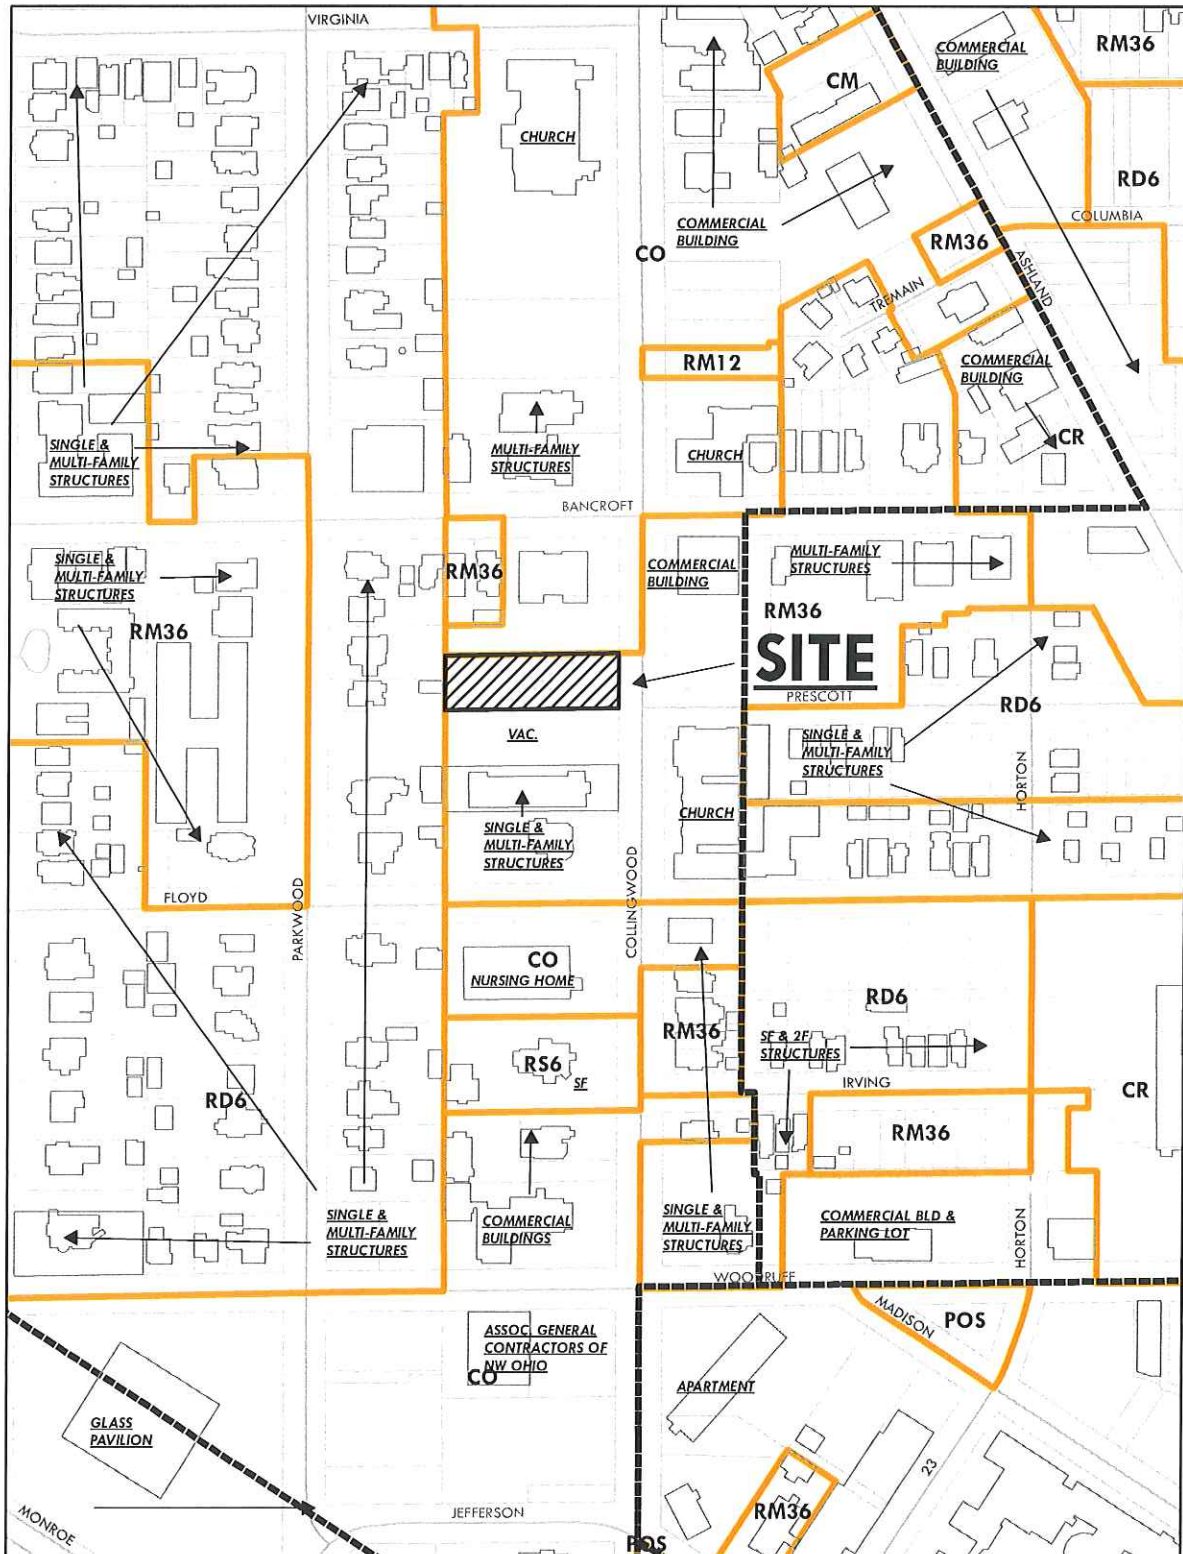 VIRGINIA
COMMERCIAL
BUILDING
RM36
CM
CHURCH
RD6
COLUMBIA
COMMERCIAL
BUILDING
CO
RM36
ASHLAND
TREMAIN
RM12
COMMERCIAL
BUILDING
SINGLE &
MULTI-FAMILY
STRUCTURES
MULTI-FAMILY
STRUCTURES
CHURCH
CR
BANCROFT
SINGLE &
MULTI-FAMILY
STRUCTURES
RM36
RM36
COMMERCIAL
BUILDING
MULTI-FAMILY
STRUCTURES
RM36
SITE
PRESCOTT
RD6
VAC.
SINGLE &
MULTI-FAMILY
STRUCTURES
HORTON
CHURCH
SINGLE &
MULTI-FAMILY
STRUCTURES
FLOYD
PARKWOOD
COLLINGWOOD
CO
NURSING HOME
RD6
RM36
SF & 2F
STRUCTURES
RS6
SF
IRVING
RD6
CR
RM36
SINGLE &
MULTI-FAMILY
STRUCTURES
COMMERCIAL
BUILDINGS
SINGLE &
MULTI-FAMILY
STRUCTURES
COMMERCIAL BLD &
PARKING LOT
HORTON
WOODRUFF
MADISON
POS
ASSOC. GENERAL
CONTRACTORS OF
NW OHIO
CO
APARTMENT
GLASS
PAVILION
23
RM36
MONROE
JEFFERSON
POS